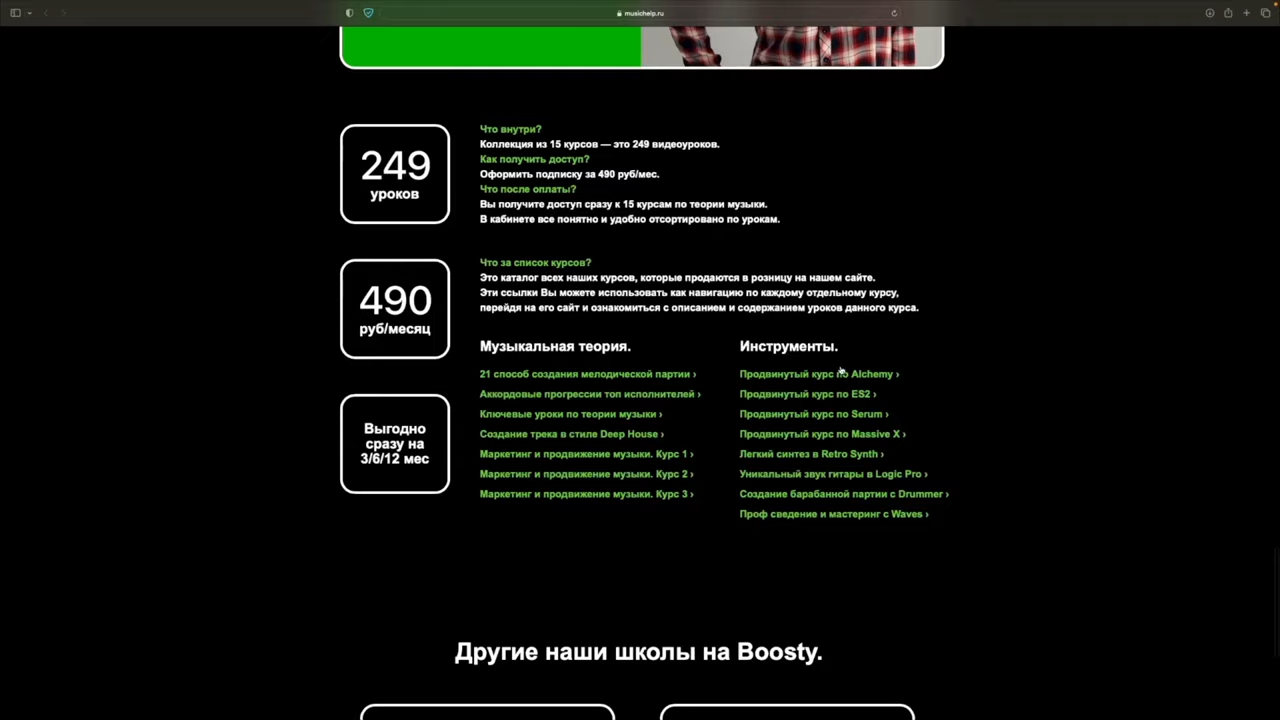 musichelp.ru
249
уроков
Что внутри?
Коллекция из 15 курсов — это 249 видеоуроков.
Как получить доступ?
Оформить подписку за 490 руб/мес.
Что после оплаты?
Вы получите доступ сразу к 15 курсам по теории музыки.
В кабинете все понятно и удобно отсортировано по урокам.
490
руб/месяц
Что за список курсов?
Это каталог всех наших курсов, которые продаются в розницу на нашем сайте.
Эти ссылки Вы можете использовать как навигацию по каждому отдельному курсу,
перейдя на его сайт и ознакомиться с описанием и содержанием уроков данного курса.
Выгодно
сразу на
3/6/12 мес
Музыкальная теория.
21 способ создания мелодической партии ›
Аккордовые прогрессии топ исполнителей ›
Ключевые уроки по теории музыки ›
Создание трека в стиле Deep House ›
Маркетинг и продвижение музыки. Курс 1 ›
Маркетинг и продвижение музыки. Курс 2 ›
Маркетинг и продвижение музыки. Курс 3 ›
Инструменты.
Продвинутый курс по Alchemy ›
Продвинутый курс по ES2 ›
Продвинутый курс по Serum ›
Продвинутый курс по Massive X ›
Легкий синтез в Retro Synth ›
Уникальный звук гитары в Logic Pro ›
Создание барабанной партии с Drummer ›
Проф сведение и мастеринг с Waves ›
Другие наши школы на Boosty.